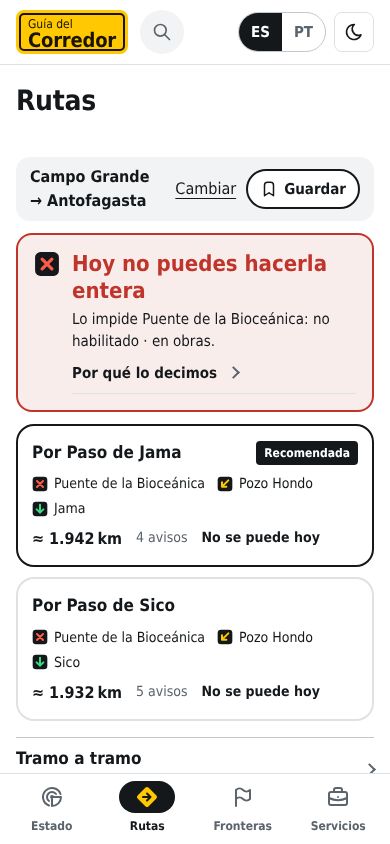 Guía del
Corredor
ES
PT
Rutas
Campo Grande
→ Antofagasta
Cambiar
Guardar
Hoy no puedes hacerla
entera
Lo impide Puente de la Bioceánica: no
habilitado · en obras.
Por qué lo decimos
Por Paso de Jama
Recomendada
Puente de la Bioceánica
Pozo Hondo
Jama
≈ 1.942 km
4 avisos
No se puede hoy
Por Paso de Sico
Puente de la Bioceánica
Pozo Hondo
Sico
≈ 1.932 km
5 avisos
No se puede hoy
Tramo a tramo
Estado
Rutas
Fronteras
Servicios